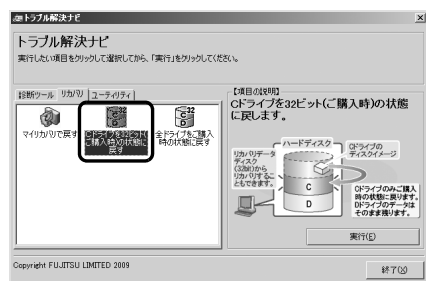 トラブル解決ナビ
トラブル解決ナビ
実行したい項目をクリックして選択してから、「実行」をクリックしてください。
診断ツール リカバリ ユーティリティ
マイリカバリで戻す
32
C
D
Cドライブを32ビット(ご購入時)の状態に戻す
32
C
D
全ドライブをご購入時の状態に戻す
【項目の説明】
Cドライブを32ビット(ご購入時)の状態
に戻します。
ハードディスク
Cドライブの
ディスクイメージ
リカバリデータ
ディスク
(32bit)から
リカバリするこ
ともできます。
C
D
Cドライブのみご購入
時の状態に戻ります。
Dドライブのデータは
そのまま残ります。
実行(E)
Copyright FUJITSU LIMITED 2009
終了(X)